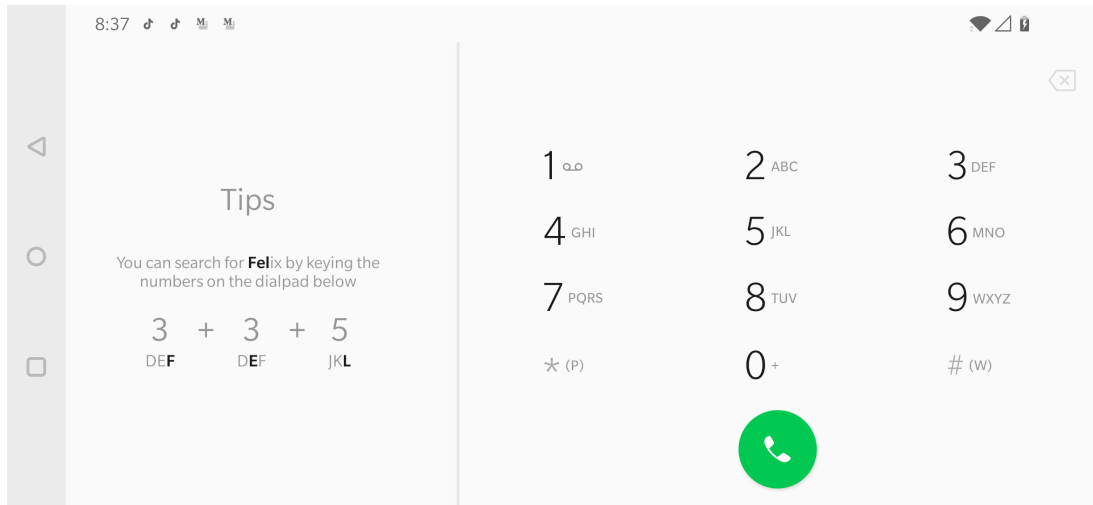 8:37
Tips
You can search for Felix by keying the
numbers on the dialpad below
3 + 3 + 5
DEF DEF JKL
1 2 ABC 3 DEF
4 GHI 5 JKL 6 MNO
7 PQRS 8 TUV 9 WXYZ
* (P) 0 + # (W)